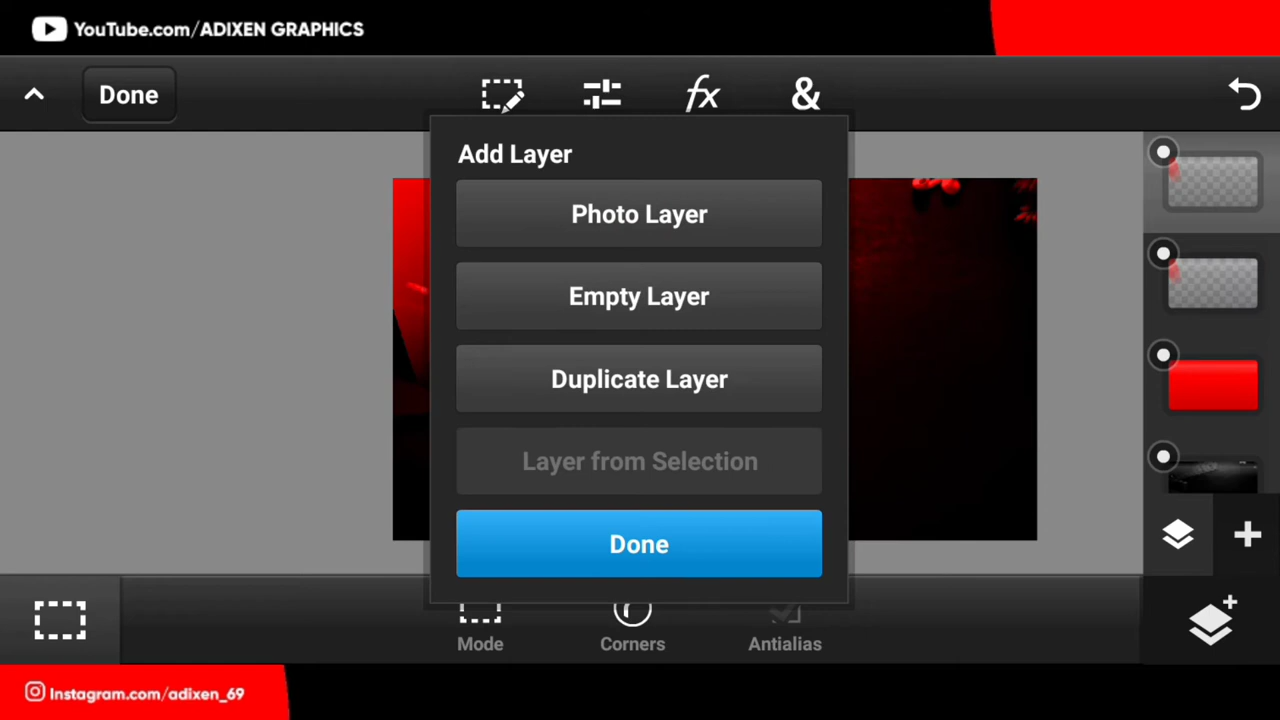 YouTube.com/ADIXEN GRAPHICS
Done
fx
&
Add Layer
Photo Layer
Empty Layer
Duplicate Layer
Layer from Selection
Done
Mode
Corners
Antialias
Instagram.com/adixen_69